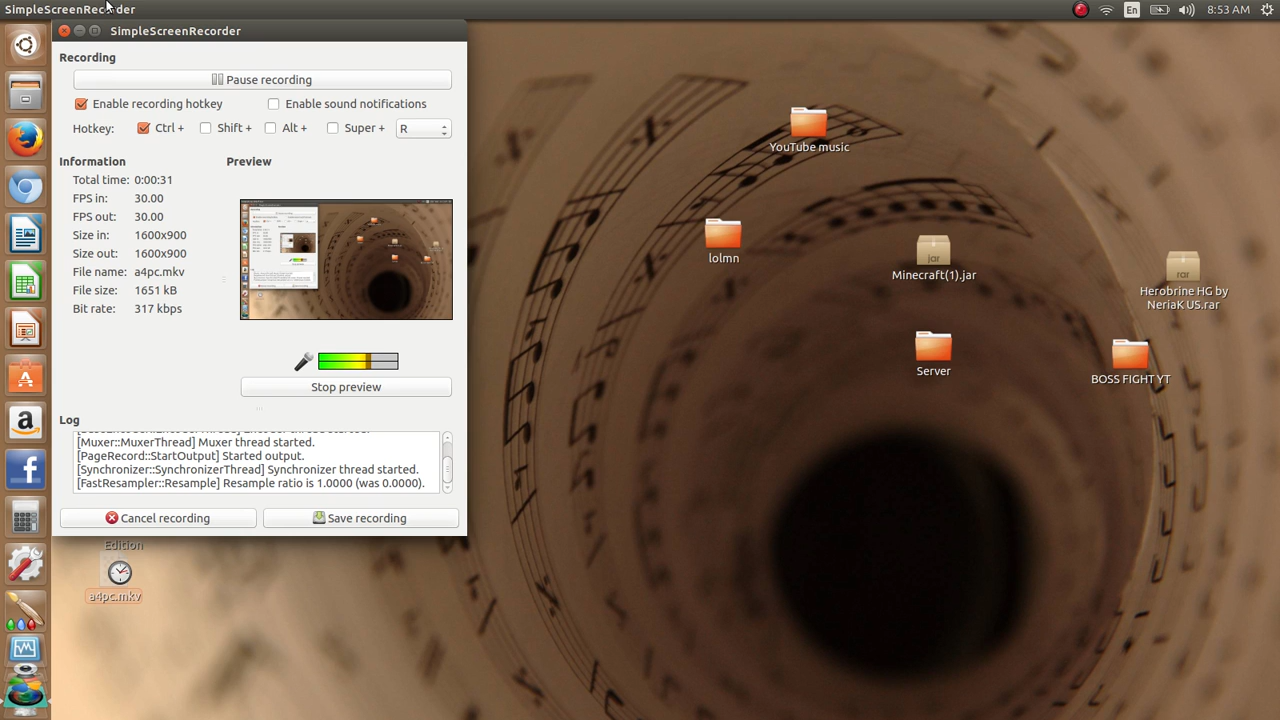 SimpleScreenRecorder
En
8:53 AM
SimpleScreenRecorder
Recording
Pause recording
Enable recording hotkey
Enable sound notifications
Hotkey:
Ctrl +
Shift +
Alt +
Super +
R
Information
Preview
Total time: 0:00:31
FPS in: 30.00
FPS out: 30.00
Size in: 1600x900
Size out: 1600x900
File name: a4pc.mkv
File size: 1651 kB
Bit rate: 317 kbps
Stop preview
Log
[Muxer::MuxerThread] Muxer thread started.
[PageRecord::StartOutput] Started output.
[Synchronizer::SynchronizerThread] Synchronizer thread started.
[FastResampler::Resample] Resample ratio is 1.0000 (was 0.0000).
Cancel recording
Save recording
Edition
a4pc.mkv
YouTube music
lolmn
jar
Minecraft(1).jar
rar
Herobrine HG by
NeriaK US.rar
Server
BOSS FIGHT YT